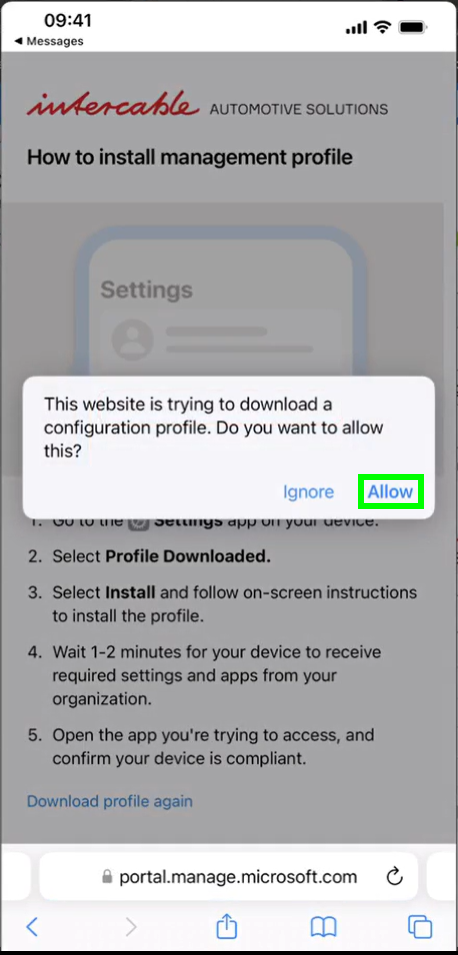 09:41
◀ Messages
intercable AUTOMOTIVE SOLUTIONS
How to install management profile
Settings
This website is trying to download a
configuration profile. Do you want to allow
this?
Ignore Allow
1. Go to the Settings app on your device.
2. Select Profile Downloaded.
3. Select Install and follow on-screen instructions
to install the profile.
4. Wait 1-2 minutes for your device to receive
required settings and apps from your
organization.
5. Open the app you're trying to access, and
confirm your device is compliant.
Download profile again
portal.manage.microsoft.com